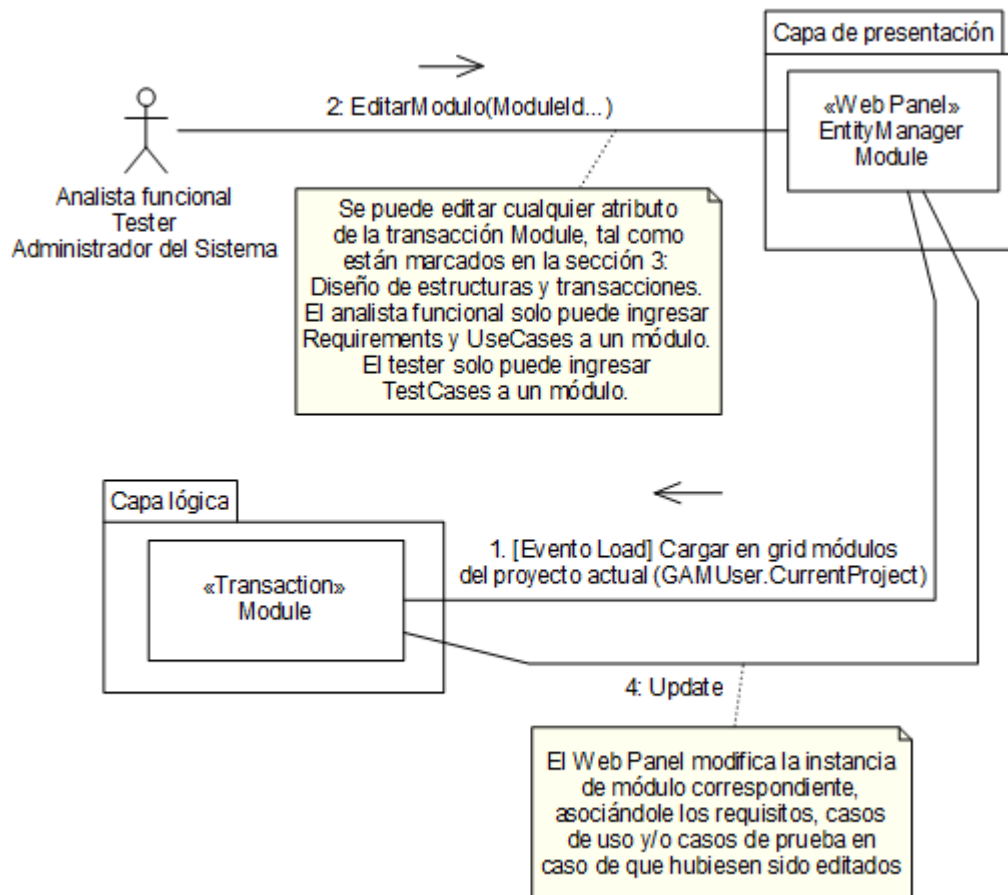 Capa de presentación
«Web Panel»
EntityManager
Module
2: EditarModulo(ModuleId...)
Analista funcional
Tester
Administrador del Sistema
Se puede editar cualquier atributo
de la transacción Module, tal como
están marcados en la sección 3:
Diseño de estructuras y transacciones.
El analista funcional solo puede ingresar
Requirements y UseCases a un módulo.
El tester solo puede ingresar
TestCases a un módulo.
Capa lógica
«Transaction»
Module
1. [Evento Load] Cargar en grid módulos
del proyecto actual (GAMUser.CurrentProject)
4: Update
El Web Panel modifica la instancia
de módulo correspondiente,
asociándole los requisitos, casos
de uso y/o casos de prueba en
caso de que hubiesen sido editados